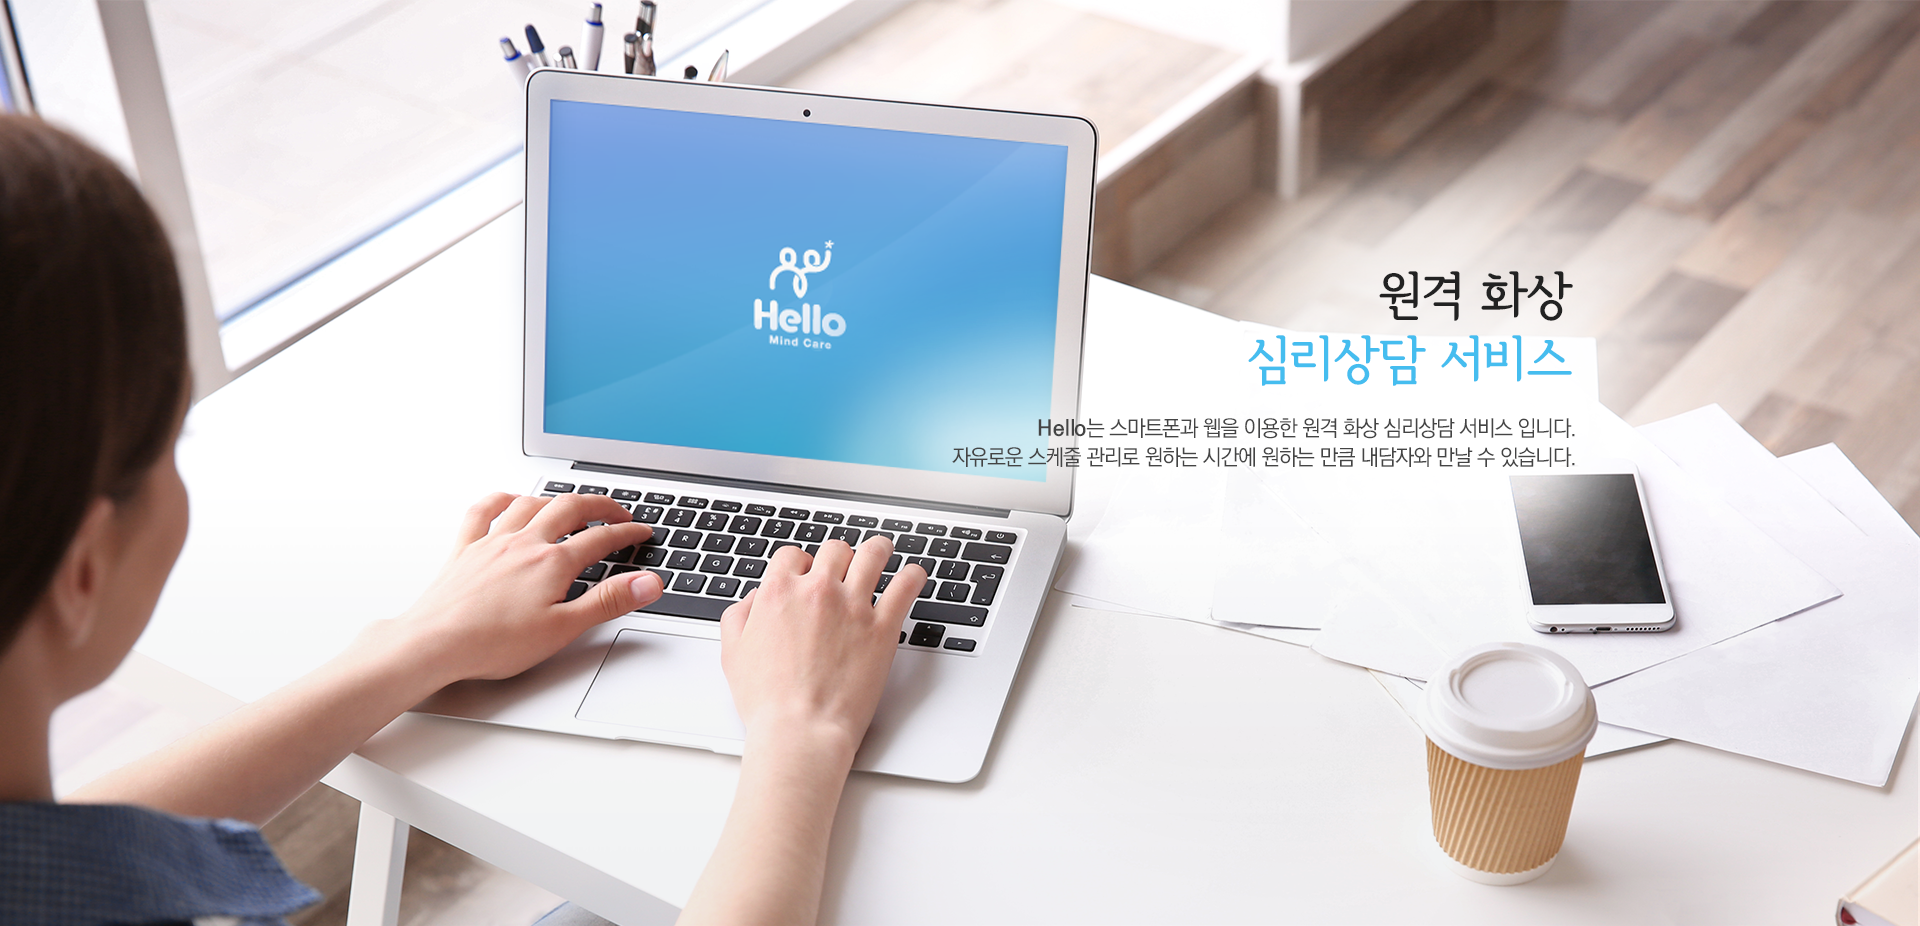 Hello
Mind Care
원격 화상
심리상담 서비스
Hello는 스마트폰과 웹을 이용한 원격 화상 심리상담 서비스 입니다.
자유로운 스케줄 관리로 원하는 시간에 원하는 만큼 내담자와 만날 수 있습니다.